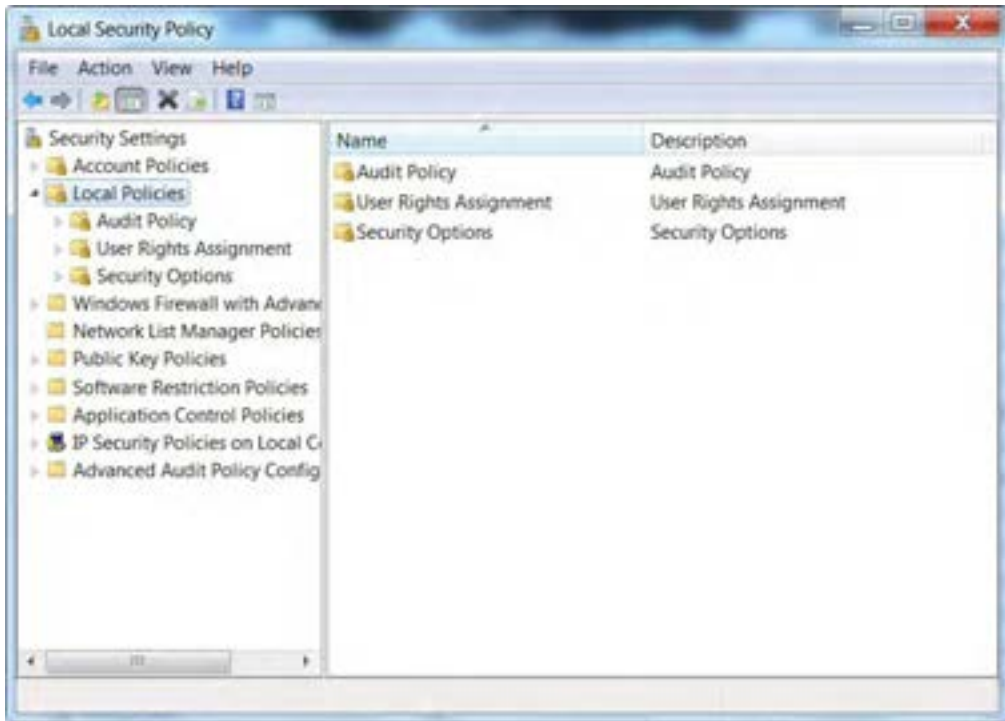 Local Security Policy
File Action View Help
Security Settings
Account Policies
Local Policies
Audit Policy
User Rights Assignment
Security Options
Windows Firewall with Advan
Network List Manager Policies
Public Key Policies
Software Restriction Policies
Application Control Policies
IP Security Policies on Local C
Advanced Audit Policy Config
Name Description
Audit Policy Audit Policy
User Rights Assignment User Rights Assignment
Security Options Security Options